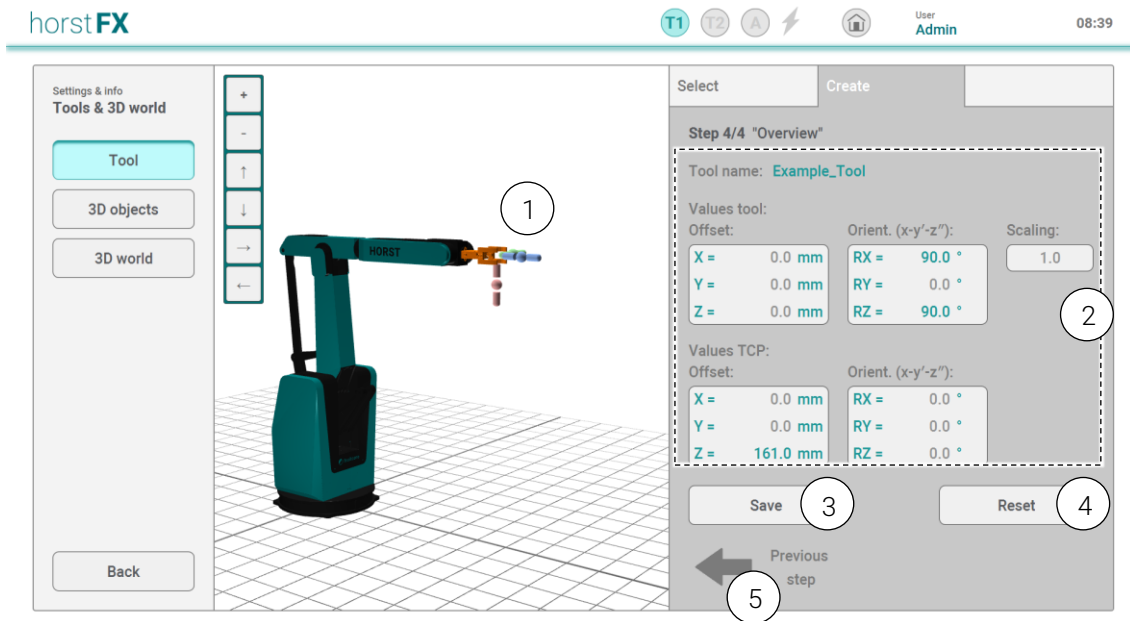 horstFX
T1 T2 A
User
Admin
08:39
Settings & info
Tools & 3D world
Tool
3D objects
3D world
Back
+
-
↑
↓
→
←
HORST
1
Select
Create
Step 4/4 "Overview"
Tool name: Example_Tool
Values tool:
Offset: Orient. (x-y′-z″): Scaling:
X = 0.0 mm RX = 90.0 ° 1.0
Y = 0.0 mm RY = 0.0 °
Z = 0.0 mm RZ = 90.0 °
2
Values TCP:
Offset: Orient. (x-y′-z″):
X = 0.0 mm RX = 0.0 °
Y = 0.0 mm RY = 0.0 °
Z = 161.0 mm RZ = 0.0 °
Save 3 Reset 4
Previous
step
5